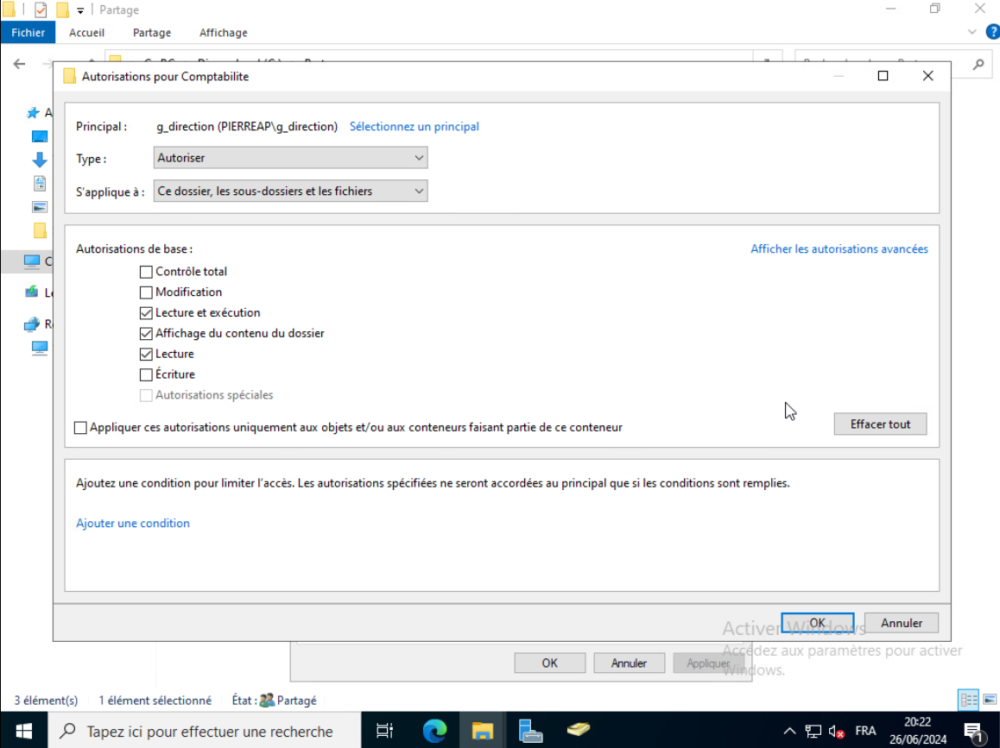 Partage
Fichier
Accueil
Partage
Affichage
Autorisations pour Comptabilite
Principal :
g_direction (PIERREAP\g_direction)
Sélectionnez un principal
Type :
Autoriser
S'applique à :
Ce dossier, les sous-dossiers et les fichiers
Autorisations de base :
Afficher les autorisations avancées
Contrôle total
Modification
Lecture et exécution
Affichage du contenu du dossier
Lecture
Écriture
Autorisations spéciales
Appliquer ces autorisations uniquement aux objets et/ou aux conteneurs faisant partie de ce conteneur
Effacer tout
Ajoutez une condition pour limiter l'accès. Les autorisations spécifiées ne seront accordées au principal que si les conditions sont remplies.
Ajouter une condition
OK
Annuler
Activer Windows
Accédez aux paramètres pour activer
Windows.
OK
Annuler
Appliquer
3 élément(s)
1 élément sélectionné
État :
Partagé
Tapez ici pour effectuer une recherche
FRA
20:22
26/06/2024
1